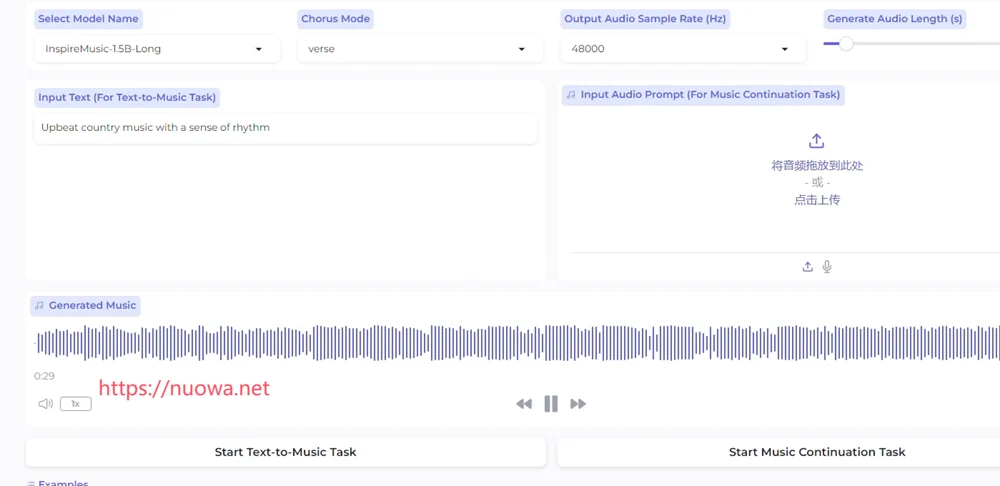 Select Model Name
InspireMusic-1.5B-Long
Chorus Mode
verse
Output Audio Sample Rate (Hz)
48000
Generate Audio Length (s)
Input Text (For Text-to-Music Task)
Upbeat country music with a sense of rhythm
Input Audio Prompt (For Music Continuation Task)
将音频拖放到此处
- 或 -
点击上传
Generated Music
0:29
https://nuowa.net
1x
Start Text-to-Music Task
Start Music Continuation Task
Examples